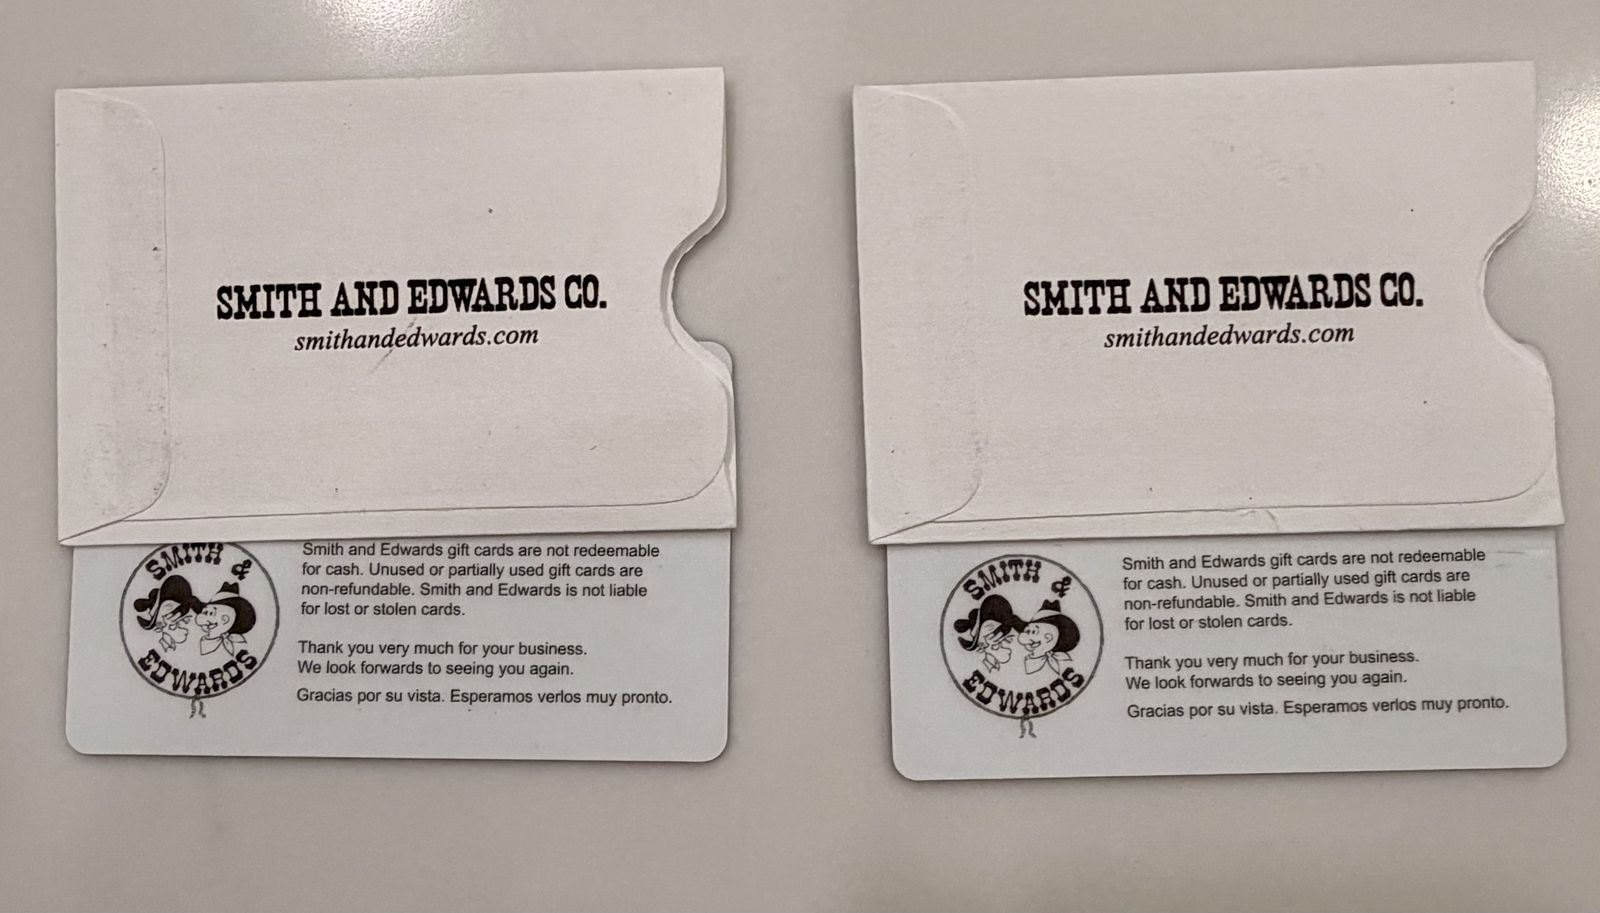 SMITH AND EDWARDS CO.
smithandedwards.com
SMITH &
EDWARDS
Smith and Edwards gift cards are not redeemable
for cash. Unused or partially used gift cards are
non-refundable. Smith and Edwards is not liable
for lost or stolen cards.
Thank you very much for your business.
We look forwards to seeing you again.
Gracias por su vista. Esperamos verlos muy pronto.
SMITH AND EDWARDS CO.
smithandedwards.com
SMITH &
EDWARDS
Smith and Edwards gift cards are not redeemable
for cash. Unused or partially used gift cards are
non-refundable. Smith and Edwards is not liable
for lost or stolen cards.
Thank you very much for your business.
We look forwards to seeing you again.
Gracias por su vista. Esperamos verlos muy pronto.